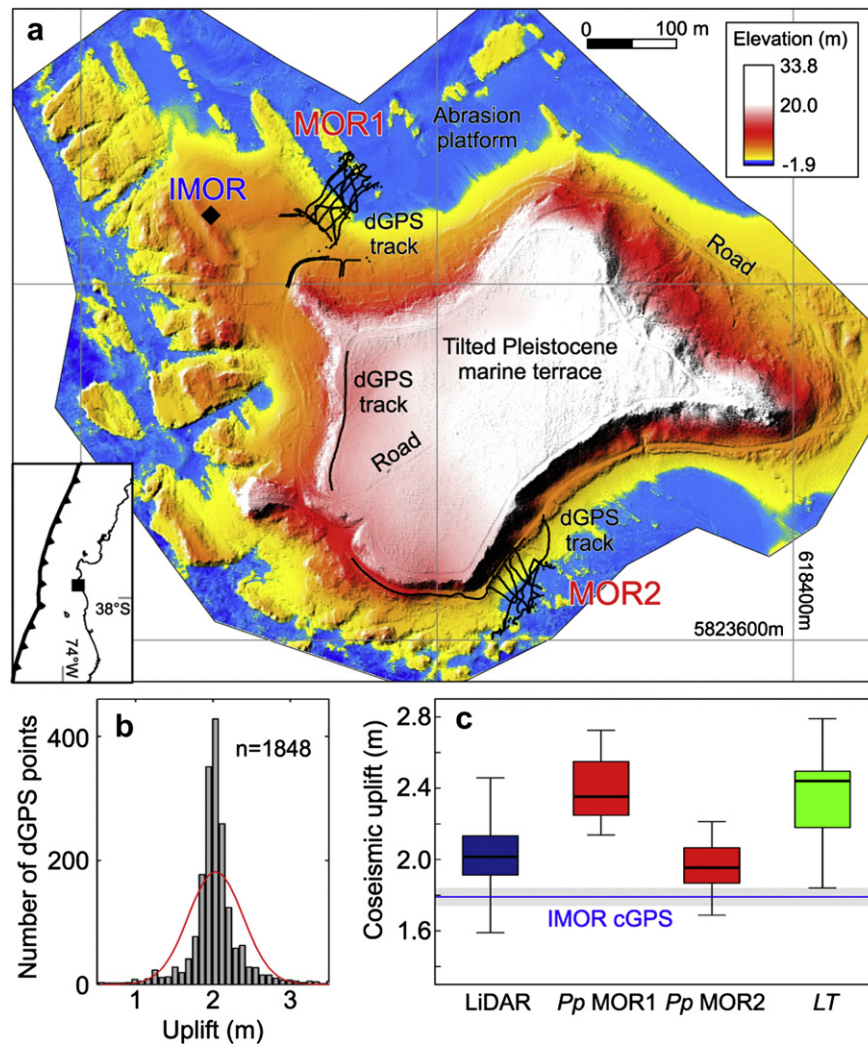 a
0 100 m
Elevation (m)
33.8
20.0
-1.9
MOR1
Abrasion
platform
IMOR
dGPS
track
Road
Tilted Pleistocene
marine terrace
dGPS
track
Road
dGPS
track
MOR2
618400m
5823600m
38°S
74°W
b
n=1848
Number of dGPS points
400
200
0
1 2 3
Uplift (m)
c
Coseismic uplift (m)
2.8
2.4
2.0
1.6
IMOR cGPS
LiDAR Pp MOR1 Pp MOR2 LT